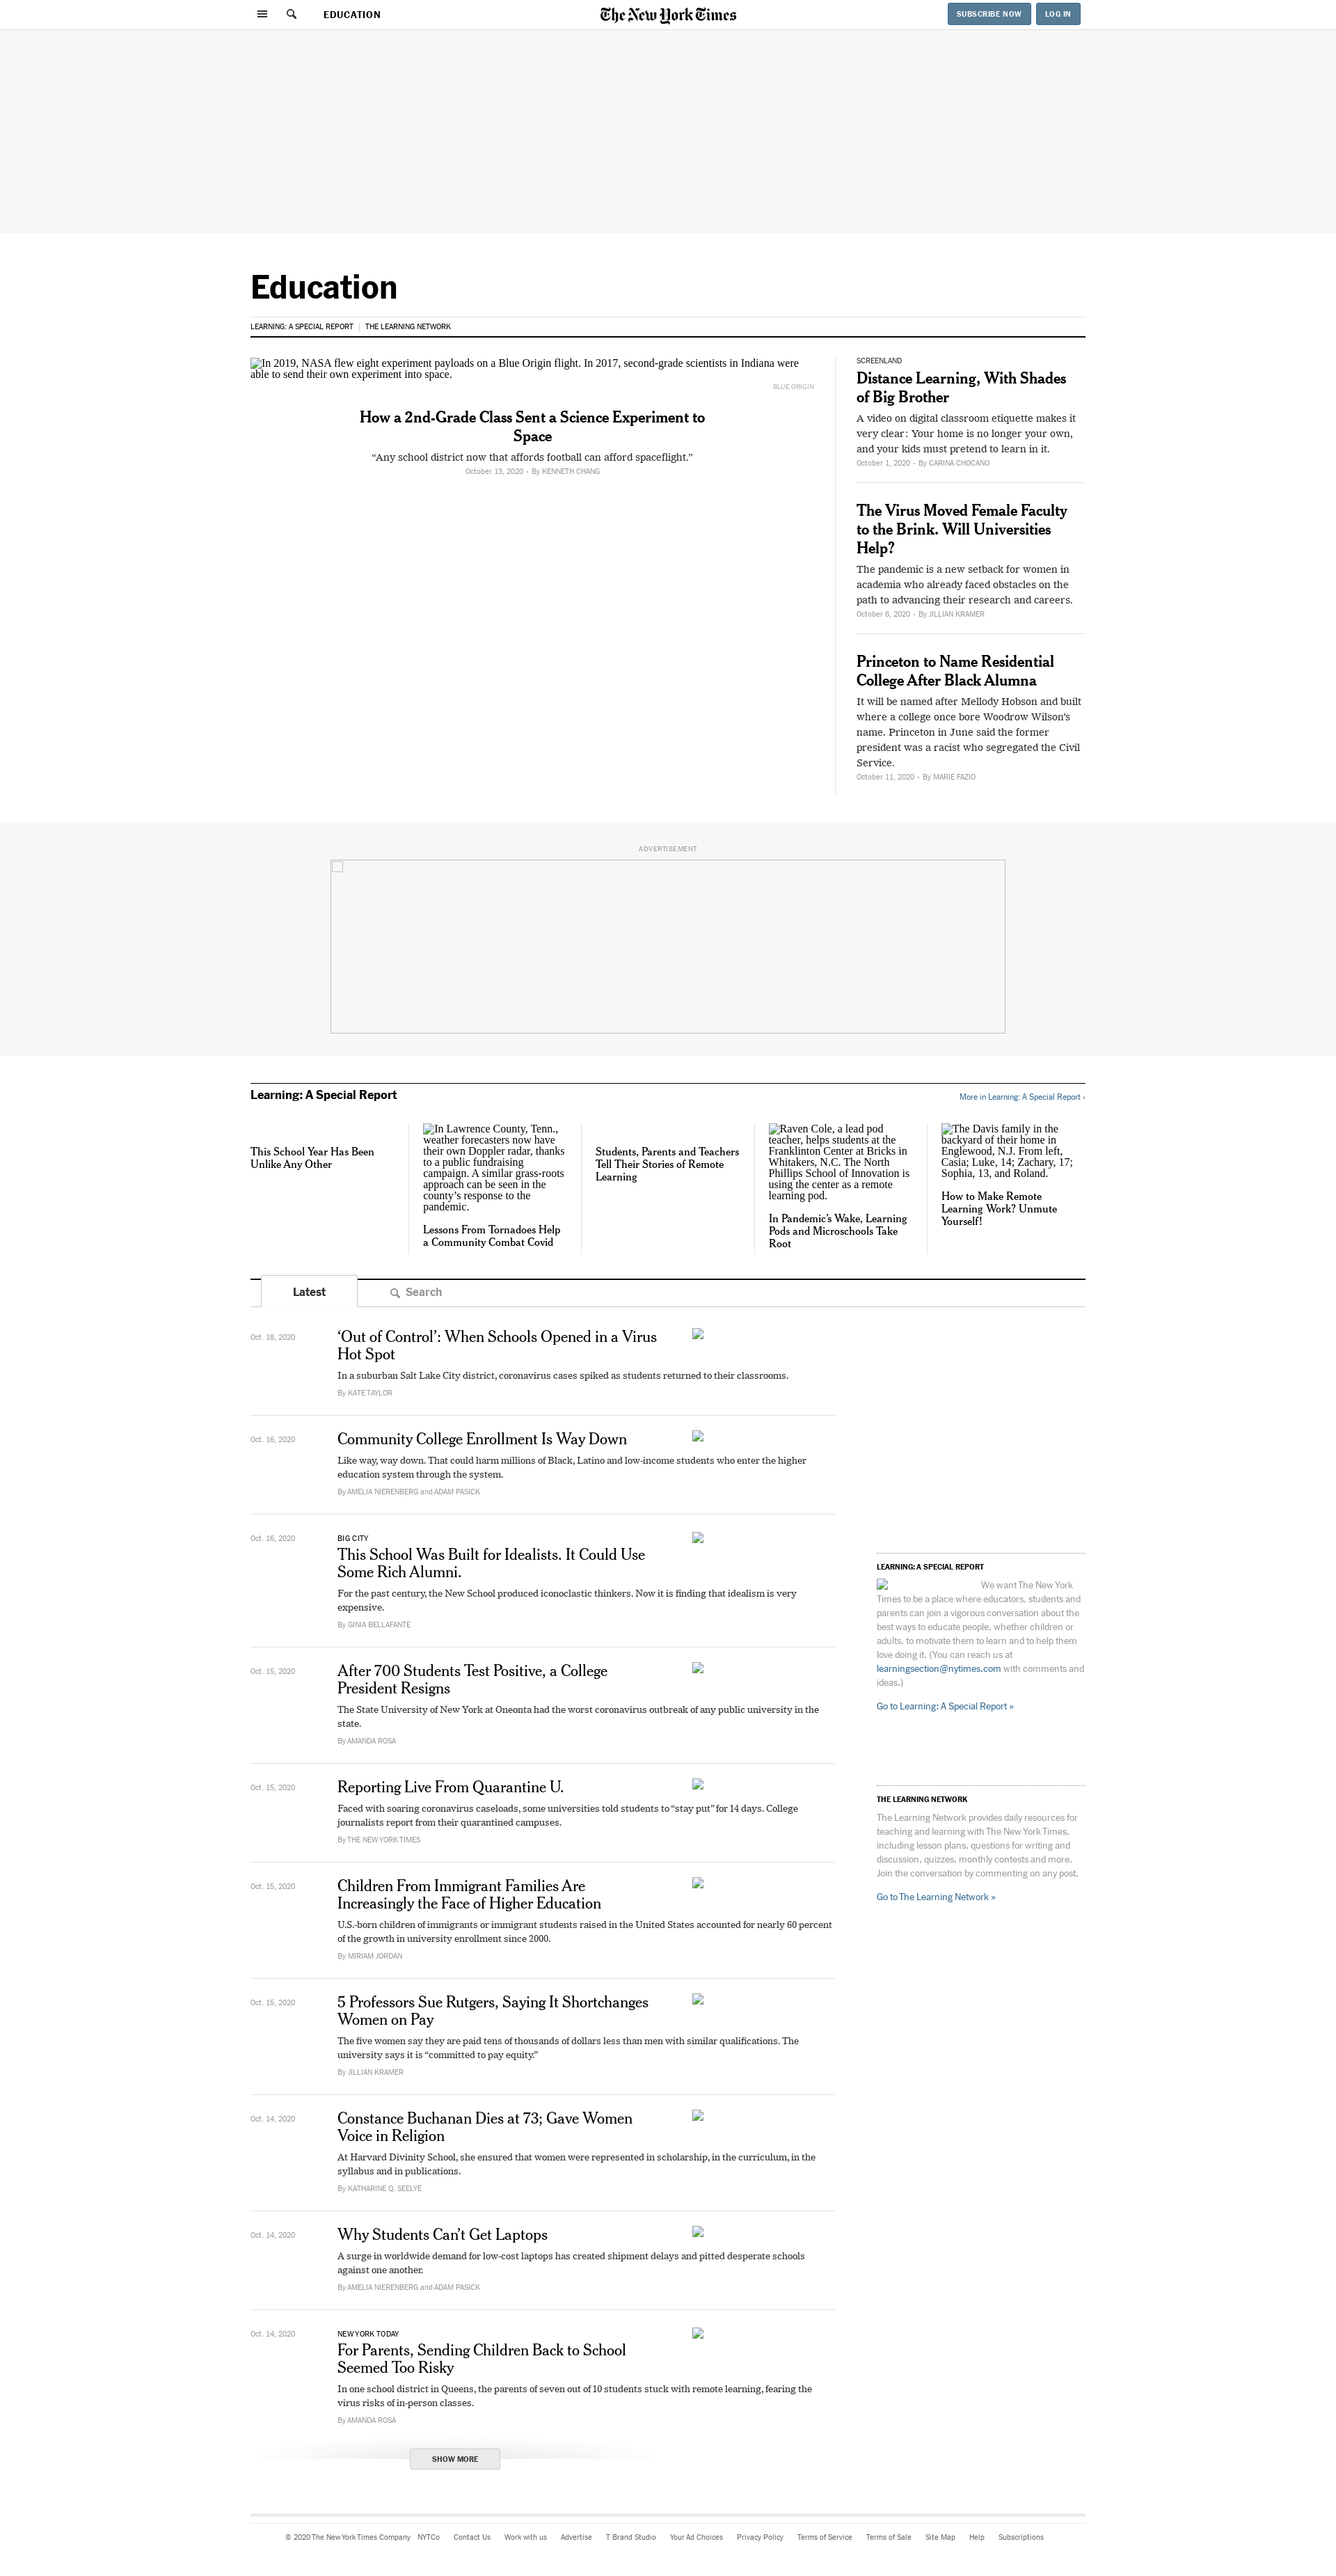 EDUCATION
The New York Times
SUBSCRIBE NOW
LOG IN
Education
LEARNING: A SPECIAL REPORT
THE LEARNING NETWORK
In 2019, NASA flew eight experiment payloads on a Blue Origin flight. In 2017, second-grade scientists in Indiana were
able to send their own experiment into space.
BLUE ORIGIN
How a 2nd-Grade Class Sent a Science Experiment to
Space
“Any school district now that affords football can afford spaceflight.”
October 13, 2020 • By KENNETH CHANG
SCREENLAND
Distance Learning, With Shades
of Big Brother
A video on digital classroom etiquette makes it
very clear: Your home is no longer your own,
and your kids must pretend to learn in it.
October 1, 2020 • By CARINA CHOCANO
The Virus Moved Female Faculty
to the Brink. Will Universities
Help?
The pandemic is a new setback for women in
academia who already faced obstacles on the
path to advancing their research and careers.
October 6, 2020 • By JILLIAN KRAMER
Princeton to Name Residential
College After Black Alumna
It will be named after Mellody Hobson and built
where a college once bore Woodrow Wilson’s
name. Princeton in June said the former
president was a racist who segregated the Civil
Service.
October 11, 2020 • By MARIE FAZIO
ADVERTISEMENT
Learning: A Special Report
More in Learning: A Special Report ›
This School Year Has Been
Unlike Any Other
In Lawrence County, Tenn.,
weather forecasters now have
their own Doppler radar, thanks
to a public fundraising
campaign. A similar grass-roots
approach can be seen in the
county’s response to the
pandemic.
Lessons From Tornadoes Help
a Community Combat Covid
Students, Parents and Teachers
Tell Their Stories of Remote
Learning
Raven Cole, a lead pod
teacher, helps students at the
Franklinton Center at Bricks in
Whitakers, N.C. The North
Phillips School of Innovation is
using the center as a remote
learning pod.
In Pandemic’s Wake, Learning
Pods and Microschools Take
Root
The Davis family in the
backyard of their home in
Englewood, N.J. From left,
Casia; Luke, 14; Zachary, 17;
Sophia, 13, and Roland.
How to Make Remote
Learning Work? Unmute
Yourself!
Latest
Search
Oct. 18, 2020
‘Out of Control’: When Schools Opened in a Virus
Hot Spot
In a suburban Salt Lake City district, coronavirus cases spiked as students returned to their classrooms.
By KATE TAYLOR
Oct. 16, 2020
Community College Enrollment Is Way Down
Like way, way down. That could harm millions of Black, Latino and low-income students who enter the higher
education system through the system.
By AMELIA NIERENBERG and ADAM PASICK
Oct. 16, 2020
BIG CITY
This School Was Built for Idealists. It Could Use
Some Rich Alumni.
For the past century, the New School produced iconoclastic thinkers. Now it is finding that idealism is very
expensive.
By GINIA BELLAFANTE
Oct. 15, 2020
After 700 Students Test Positive, a College
President Resigns
The State University of New York at Oneonta had the worst coronavirus outbreak of any public university in the
state.
By AMANDA ROSA
Oct. 15, 2020
Reporting Live From Quarantine U.
Faced with soaring coronavirus caseloads, some universities told students to “stay put” for 14 days. College
journalists report from their quarantined campuses.
By THE NEW YORK TIMES
Oct. 15, 2020
Children From Immigrant Families Are
Increasingly the Face of Higher Education
U.S.-born children of immigrants or immigrant students raised in the United States accounted for nearly 60 percent
of the growth in university enrollment since 2000.
By MIRIAM JORDAN
Oct. 15, 2020
5 Professors Sue Rutgers, Saying It Shortchanges
Women on Pay
The five women say they are paid tens of thousands of dollars less than men with similar qualifications. The
university says it is “committed to pay equity.”
By JILLIAN KRAMER
Oct. 14, 2020
Constance Buchanan Dies at 73; Gave Women
Voice in Religion
At Harvard Divinity School, she ensured that women were represented in scholarship, in the curriculum, in the
syllabus and in publications.
By KATHARINE Q. SEELYE
Oct. 14, 2020
Why Students Can’t Get Laptops
A surge in worldwide demand for low-cost laptops has created shipment delays and pitted desperate schools
against one another.
By AMELIA NIERENBERG and ADAM PASICK
Oct. 14, 2020
NEW YORK TODAY
For Parents, Sending Children Back to School
Seemed Too Risky
In one school district in Queens, the parents of seven out of 10 students stuck with remote learning, fearing the
virus risks of in-person classes.
By AMANDA ROSA
SHOW MORE
LEARNING: A SPECIAL REPORT
We want The New York
Times to be a place where educators, students and
parents can join a vigorous conversation about the
best ways to educate people, whether children or
adults, to motivate them to learn and to help them
love doing it. (You can reach us at
learningsection@nytimes.com with comments and
ideas.)
Go to Learning: A Special Report »
THE LEARNING NETWORK
The Learning Network provides daily resources for
teaching and learning with The New York Times,
including lesson plans, questions for writing and
discussion, quizzes, monthly contests and more.
Join the conversation by commenting on any post.
Go to The Learning Network »
© 2020 The New York Times Company NYTCo Contact Us Work with us Advertise T Brand Studio Your Ad Choices Privacy Policy Terms of Service Terms of Sale Site Map Help Subscriptions